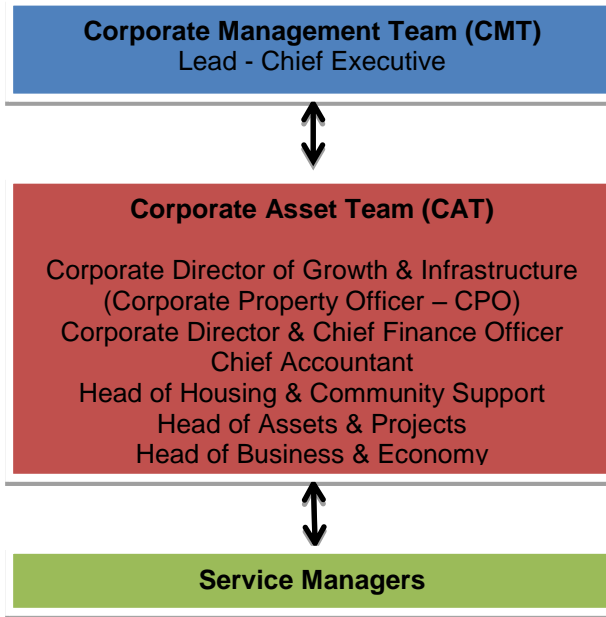 Corporate Management Team (CMT)
Lead - Chief Executive
Corporate Asset Team (CAT)
Corporate Director of Growth & Infrastructure
(Corporate Property Officer – CPO)
Corporate Director & Chief Finance Officer
Chief Accountant
Head of Housing & Community Support
Head of Assets & Projects
Head of Business & Economy
Service Managers